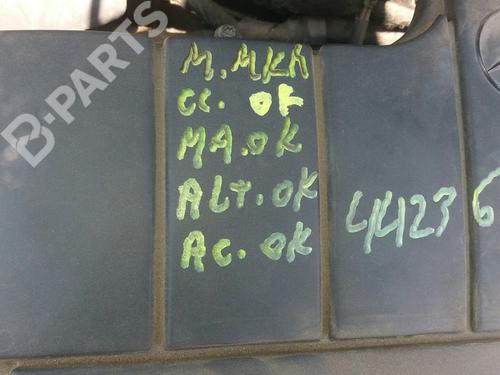 B-PARTS
M. MKA
CC. OK
MA. OK
ALT. OK
AC. OK
44236